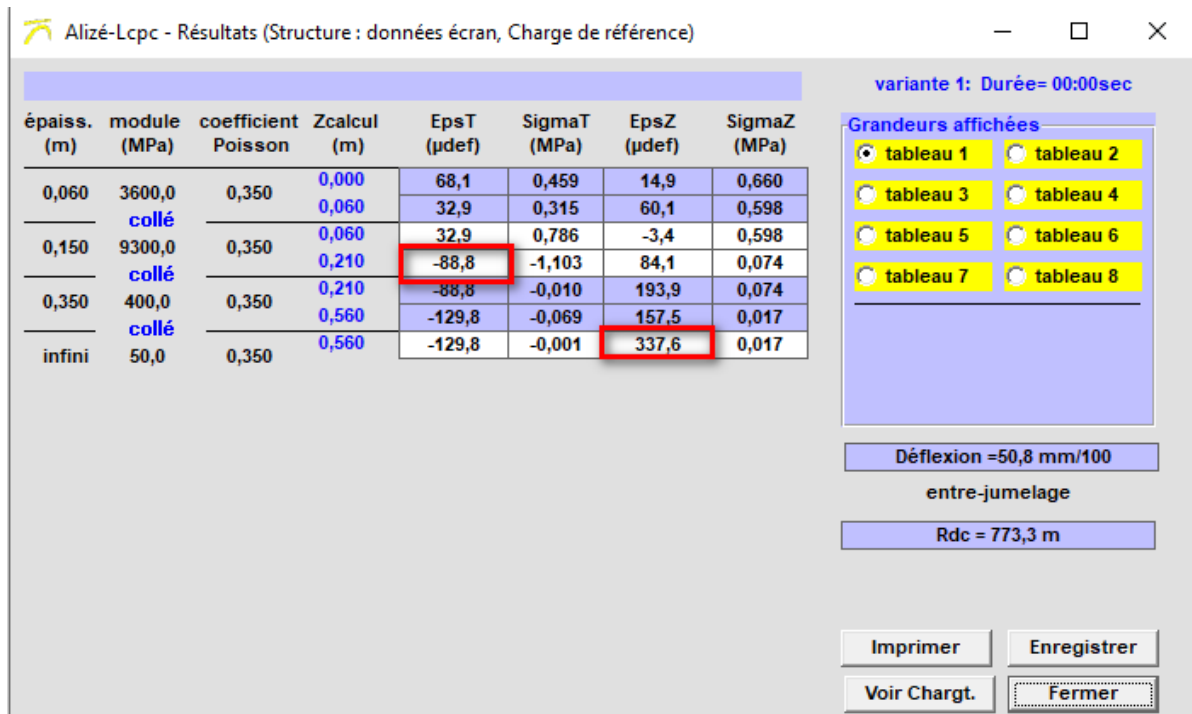 Alizé-Lcpc - Résultats (Structure : données écran, Charge de référence)
variante 1: Durée= 00:00sec
épaiss. module coefficient Zcalcul EpsT SigmaT EpsZ SigmaZ
(m) (MPa) Poisson (m) (µdef) (MPa) (µdef) (MPa)
0,000 68,1 0,459 14,9 0,660
0,060 3600,0 0,350
0,060 32,9 0,315 60,1 0,598
collé
0,060 32,9 0,786 -3,4 0,598
0,150 9300,0 0,350
0,210 -88,8 -1,103 84,1 0,074
collé
0,210 -88,8 -0,010 193,9 0,074
0,350 400,0 0,350
0,560 -129,8 -0,069 157,5 0,017
collé
0,560 -129,8 -0,001 337,6 0,017
infini 50,0 0,350
Grandeurs affichées
tableau 1 tableau 2
tableau 3 tableau 4
tableau 5 tableau 6
tableau 7 tableau 8
Déflexion =50,8 mm/100
entre-jumelage
Rdc = 773,3 m
Imprimer Enregistrer
Voir Chargt. Fermer